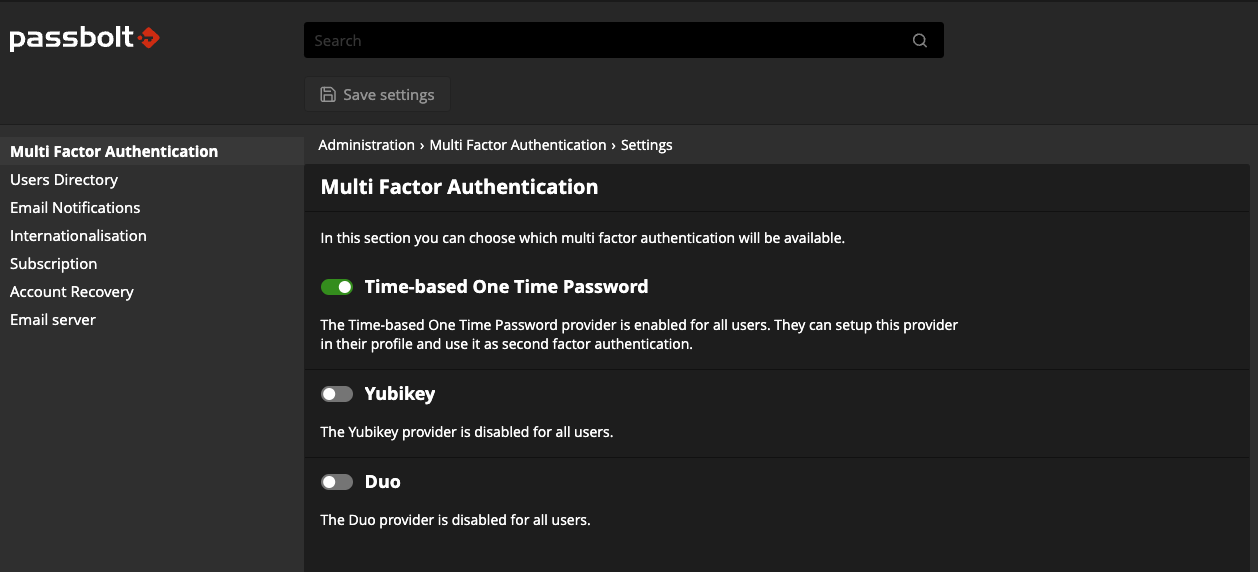 passbolt
Search
Save settings
Multi Factor Authentication
Users Directory
Email Notifications
Internationalisation
Subscription
Account Recovery
Email server
Administration › Multi Factor Authentication › Settings
Multi Factor Authentication
In this section you can choose which multi factor authentication will be available.
Time-based One Time Password
The Time-based One Time Password provider is enabled for all users. They can setup this provider
in their profile and use it as second factor authentication.
Yubikey
The Yubikey provider is disabled for all users.
Duo
The Duo provider is disabled for all users.